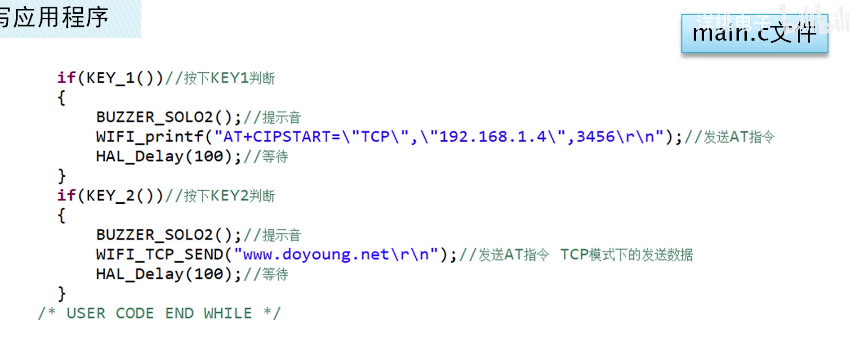 写应用程序
main.c文件
if(KEY_1())//按下KEY1判断
{
BUZZER_SOLO2();//提示音
WIFI_printf("AT+CIPSTART=\"TCP\",\"192.168.1.4\",3456\r\n");//发送AT指令
HAL_Delay(100);//等待
}
if(KEY_2())//按下KEY2判断
{
BUZZER_SOLO2();//提示音
WIFI_TCP_SEND("www.doyoung.net\r\n");//发送AT指令 TCP模式下的发送数据
HAL_Delay(100);//等待
}
/* USER CODE END WHILE */